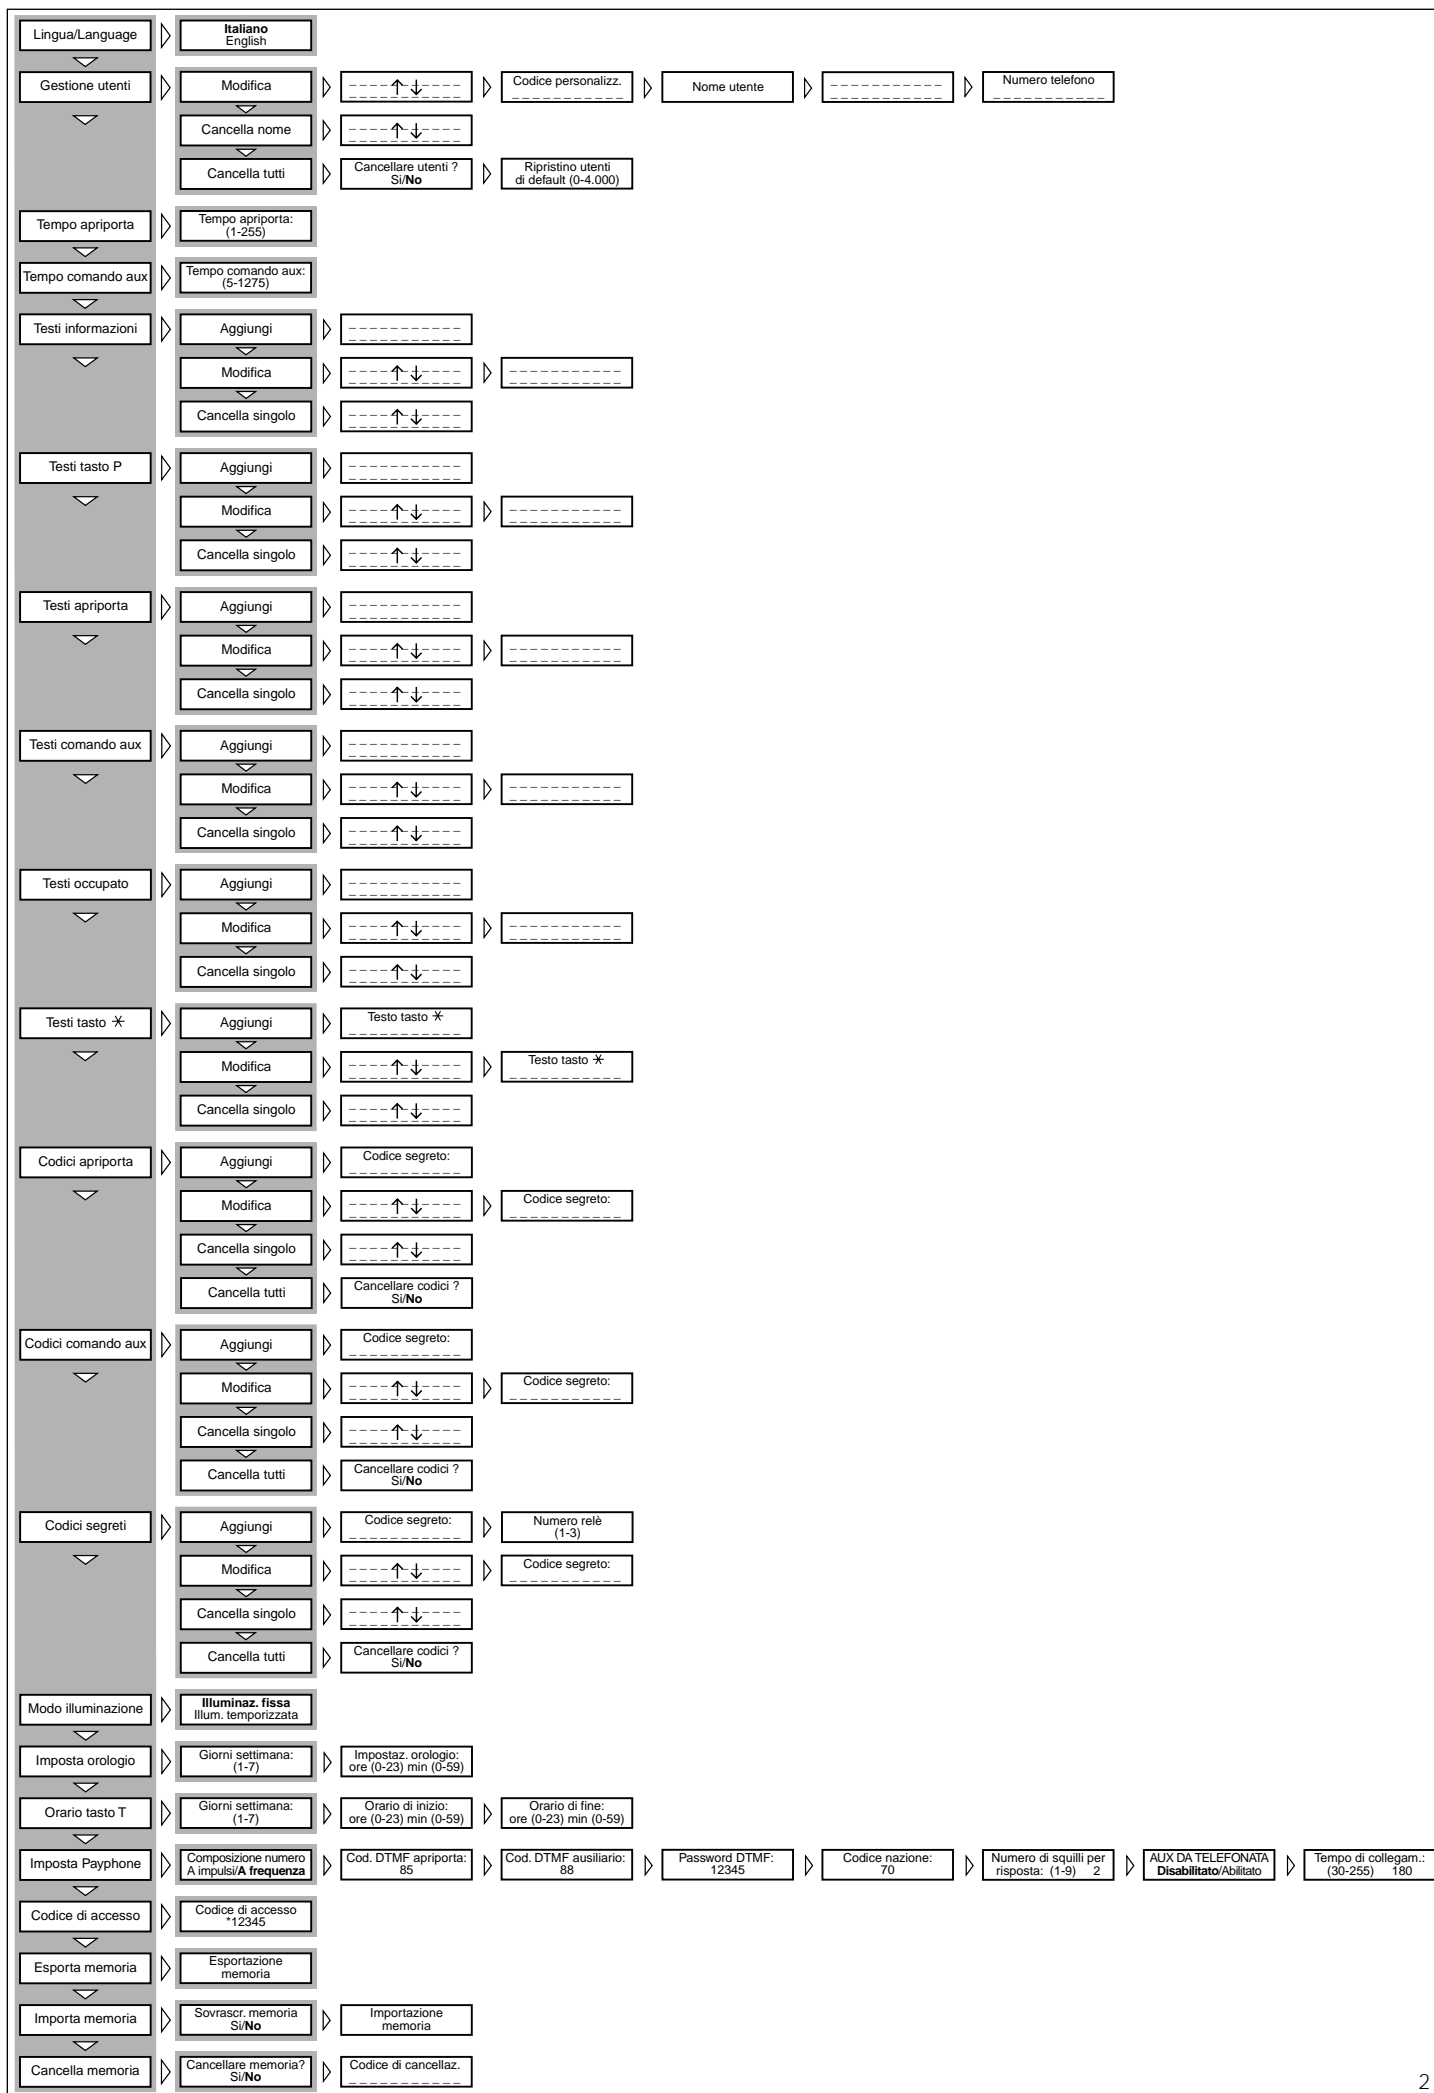 Lingua/Language
Italiano
English
Gestione utenti
Modifica
Codice personalizz.
Nome utente
Numero telefono
Cancella nome
Cancella tutti
Cancellare utenti ?
Si/No
Ripristino utenti
di default (0-4.000)
Tempo apriporta
Tempo apriporta:
(1-255)
Tempo comando aux
Tempo comando aux:
(5-1275)
Testi informazioni
Aggiungi
Modifica
Cancella singolo
Testi tasto P
Aggiungi
Modifica
Cancella singolo
Testi apriporta
Aggiungi
Modifica
Cancella singolo
Testi comando aux
Aggiungi
Modifica
Cancella singolo
Testi occupato
Aggiungi
Modifica
Cancella singolo
Testi tasto *
Aggiungi
Testo tasto *
Modifica
Testo tasto *
Cancella singolo
Codici apriporta
Aggiungi
Codice segreto:
Modifica
Codice segreto:
Cancella singolo
Cancella tutti
Cancellare codici ?
Si/No
Codici comando aux
Aggiungi
Codice segreto:
Modifica
Codice segreto:
Cancella singolo
Cancella tutti
Cancellare codici ?
Si/No
Codici segreti
Aggiungi
Codice segreto:
Numero relè
(1-3)
Modifica
Codice segreto:
Cancella singolo
Cancella tutti
Cancellare codici ?
Si/No
Modo illuminazione
Illuminaz. fissa
Illum. temporizzata
Imposta orologio
Giorni settimana:
(1-7)
Impostaz. orologio:
ore (0-23) min (0-59)
Orario tasto T
Giorni settimana:
(1-7)
Orario di inizio:
ore (0-23) min (0-59)
Orario di fine:
ore (0-23) min (0-59)
Imposta Payphone
Composizione numero
A impulsi/A frequenza
Cod. DTMF apriporta:
85
Cod. DTMF ausiliario:
88
Password DTMF:
12345
Codice nazione:
70
Numero di squilli per
risposta: (1-9) 2
AUX DA TELEFONATA
Disabilitato/Abilitato
Tempo di collegam.:
(30-255) 180
Codice di accesso
Codice di accesso
*12345
Esporta memoria
Esportazione
memoria
Importa memoria
Sovrascr. memoria
Si/No
Importazione
memoria
Cancella memoria
Cancellare memoria?
Si/No
Codice di cancellaz.
2